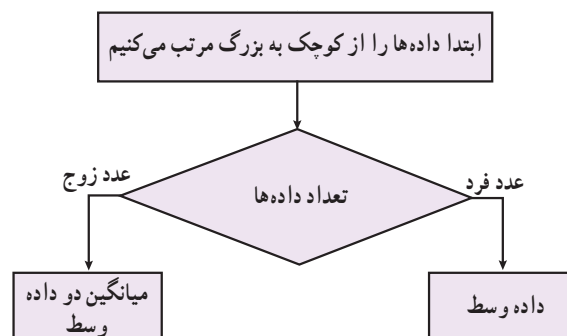 ابتدا داده‌ها را از کوچک به بزرگ مرتب می‌کنیم
تعداد داده‌ها
عدد فرد
عدد زوج
داده وسط
میانگین دو داده
وسط